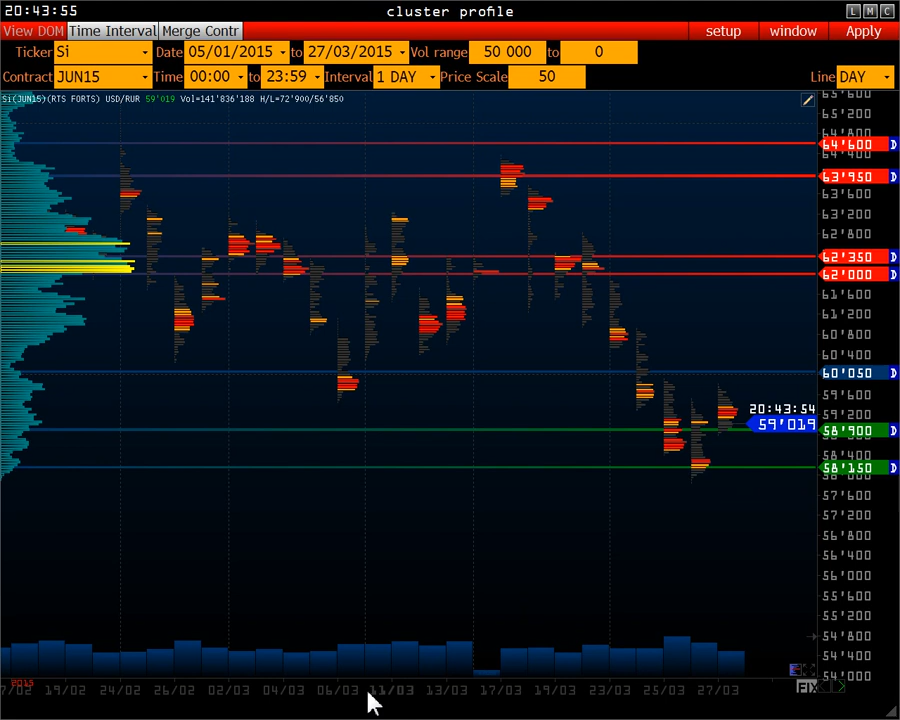 20:43:55 cluster profile L M C
View DOM Time Interval Merge Contr setup window Apply
Ticker Si Date 05/01/2015 to 27/03/2015 Vol range 50 000 to 0
Contract JUN15 Time 00:00 to 23:59 Interval 1 DAY Price Scale 50 Line DAY
Si(JUN15)(RTS FORTS) USD/RUR 59'019 Vol=141'836'188 H/L=72'900/56'850
65'200
64'800
64'600 D
64'400
63'950 D
63'600
63'200
62'800
62'350 D
62'000 D
61'600
61'200
60'800
60'400
60'050 D
59'600
20:43:54 59'200
59'019
58'900 D
58'400
58'150 D
57'600
57'200
56'800
56'400
56'000
55'600
55'200
54'800
54'400
54'000
2015
FIX
17/02 19/02 24/02 26/02 02/03 04/03 06/03 11/03 13/03 17/03 19/03 23/03 25/03 27/03